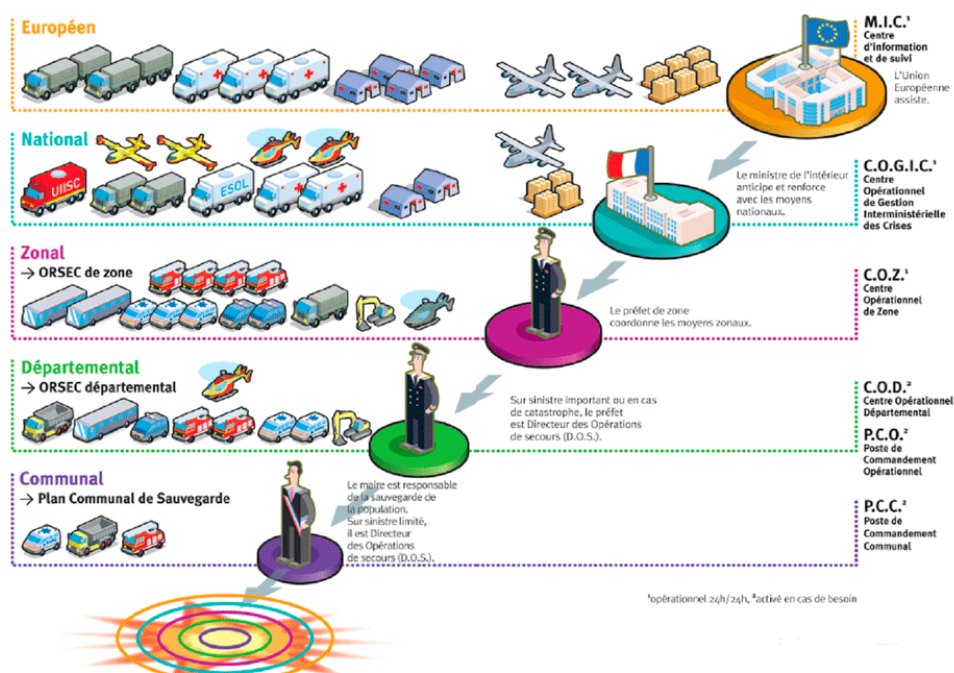 Européen
M.I.C.¹
Centre
d'information
et de suivi
L'Union
Européenne
assiste.
National
UIISC
ESOL
Le ministre de l'Intérieur
anticipe et renforce
avec les moyens
nationaux.
C.O.G.I.C.¹
Centre
Opérationnel
de Gestion
Interministérielle
des Crises
Zonal
→ ORSEC de zone
Le préfet de zone
coordonne les moyens zonaux.
C.O.Z.¹
Centre
Opérationnel
de Zone
Départemental
→ ORSEC départemental
Sur sinistre important ou en cas
de catastrophe, le préfet
est Directeur des Opérations
de secours (D.O.S.).
C.O.D.²
Centre Opérationnel
Départemental
P.C.O.²
Poste de
Commandement
Opérationnel
Communal
→ Plan Communal de Sauvegarde
Le maire est responsable
de la sauvegarde de
la population.
Sur sinistre limité,
il est Directeur
des Opérations
de secours (D.O.S.).
P.C.C.²
Poste de
Commandement
Communal
¹opérationnel 24h/24h, ²activé en cas de besoin